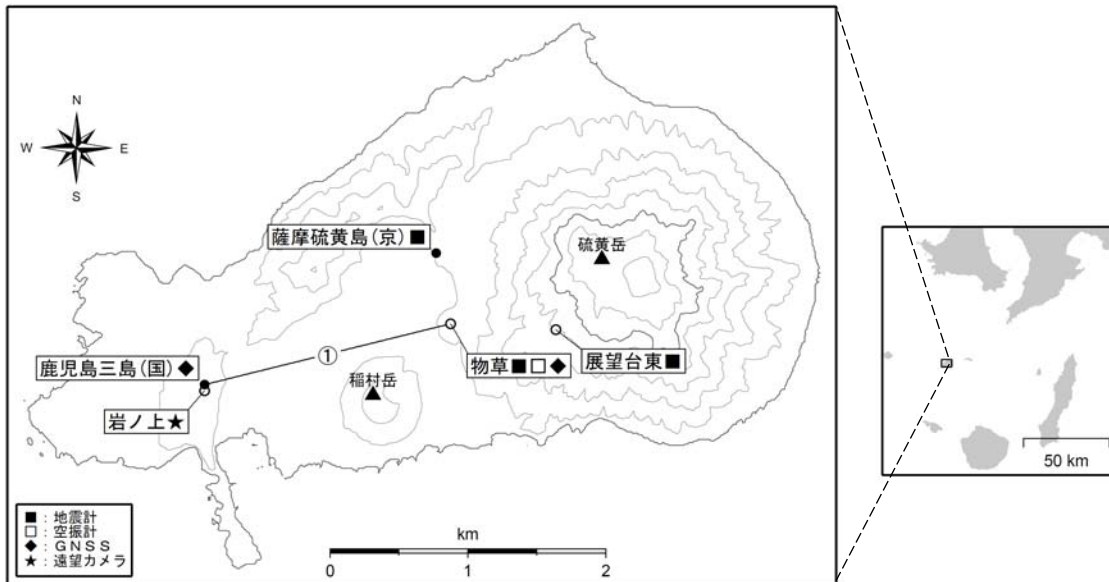 N
W E
S
薩摩硫黄島(京)■
硫黄岳
①
鹿児島三島(国)◆
物草■□◆
展望台東■
稲村岳
岩ノ上★
■：地震計
□：空振計
◆：ＧＮＳＳ
★：遠望カメラ
km
0 1 2
50 km